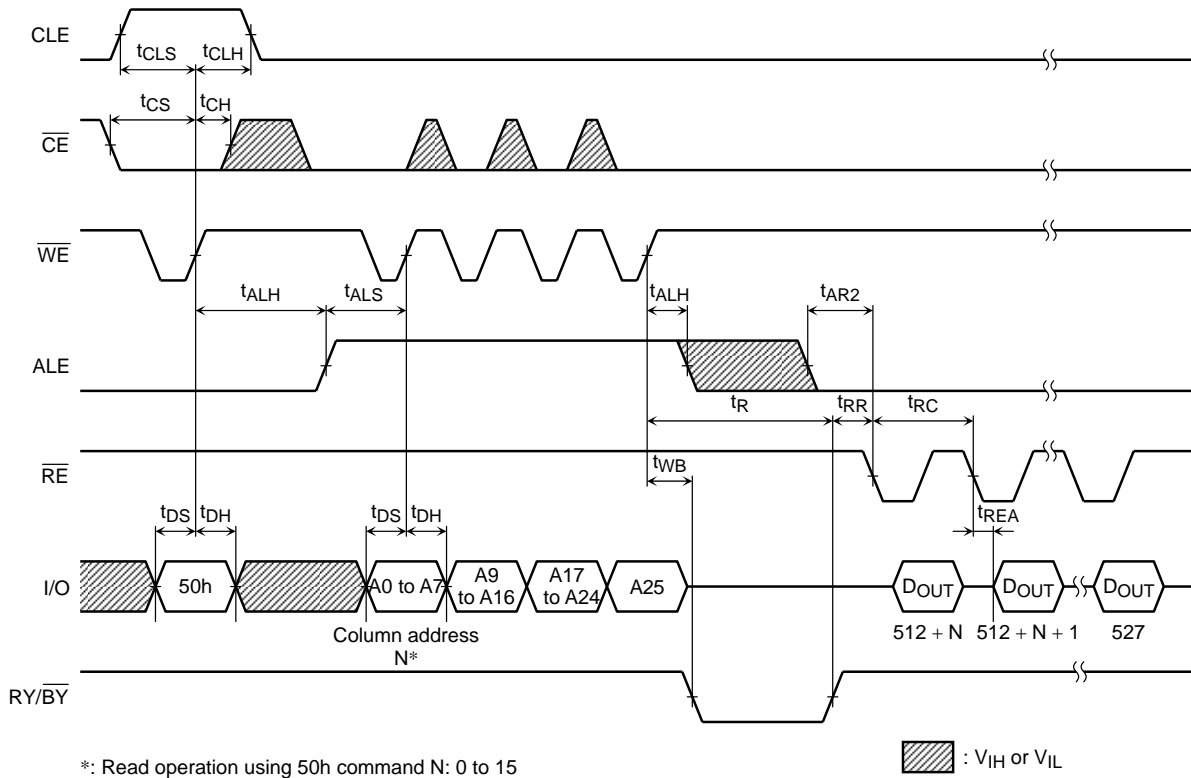 CLE
tCLS tCLH
tCS tCH
CE
WE
tALH tALS tALH tAR2
ALE
tR tRR tRC
RE
tWB
tDS tDH tDS tDH tREA
I/O 50h A0 to A7 A9 to A16 A17 to A24 A25 DOUT DOUT DOUT
512 + N 512 + N + 1 527
Column address
N*
RY/BY
*: Read operation using 50h command N: 0 to 15
: VIH or VIL